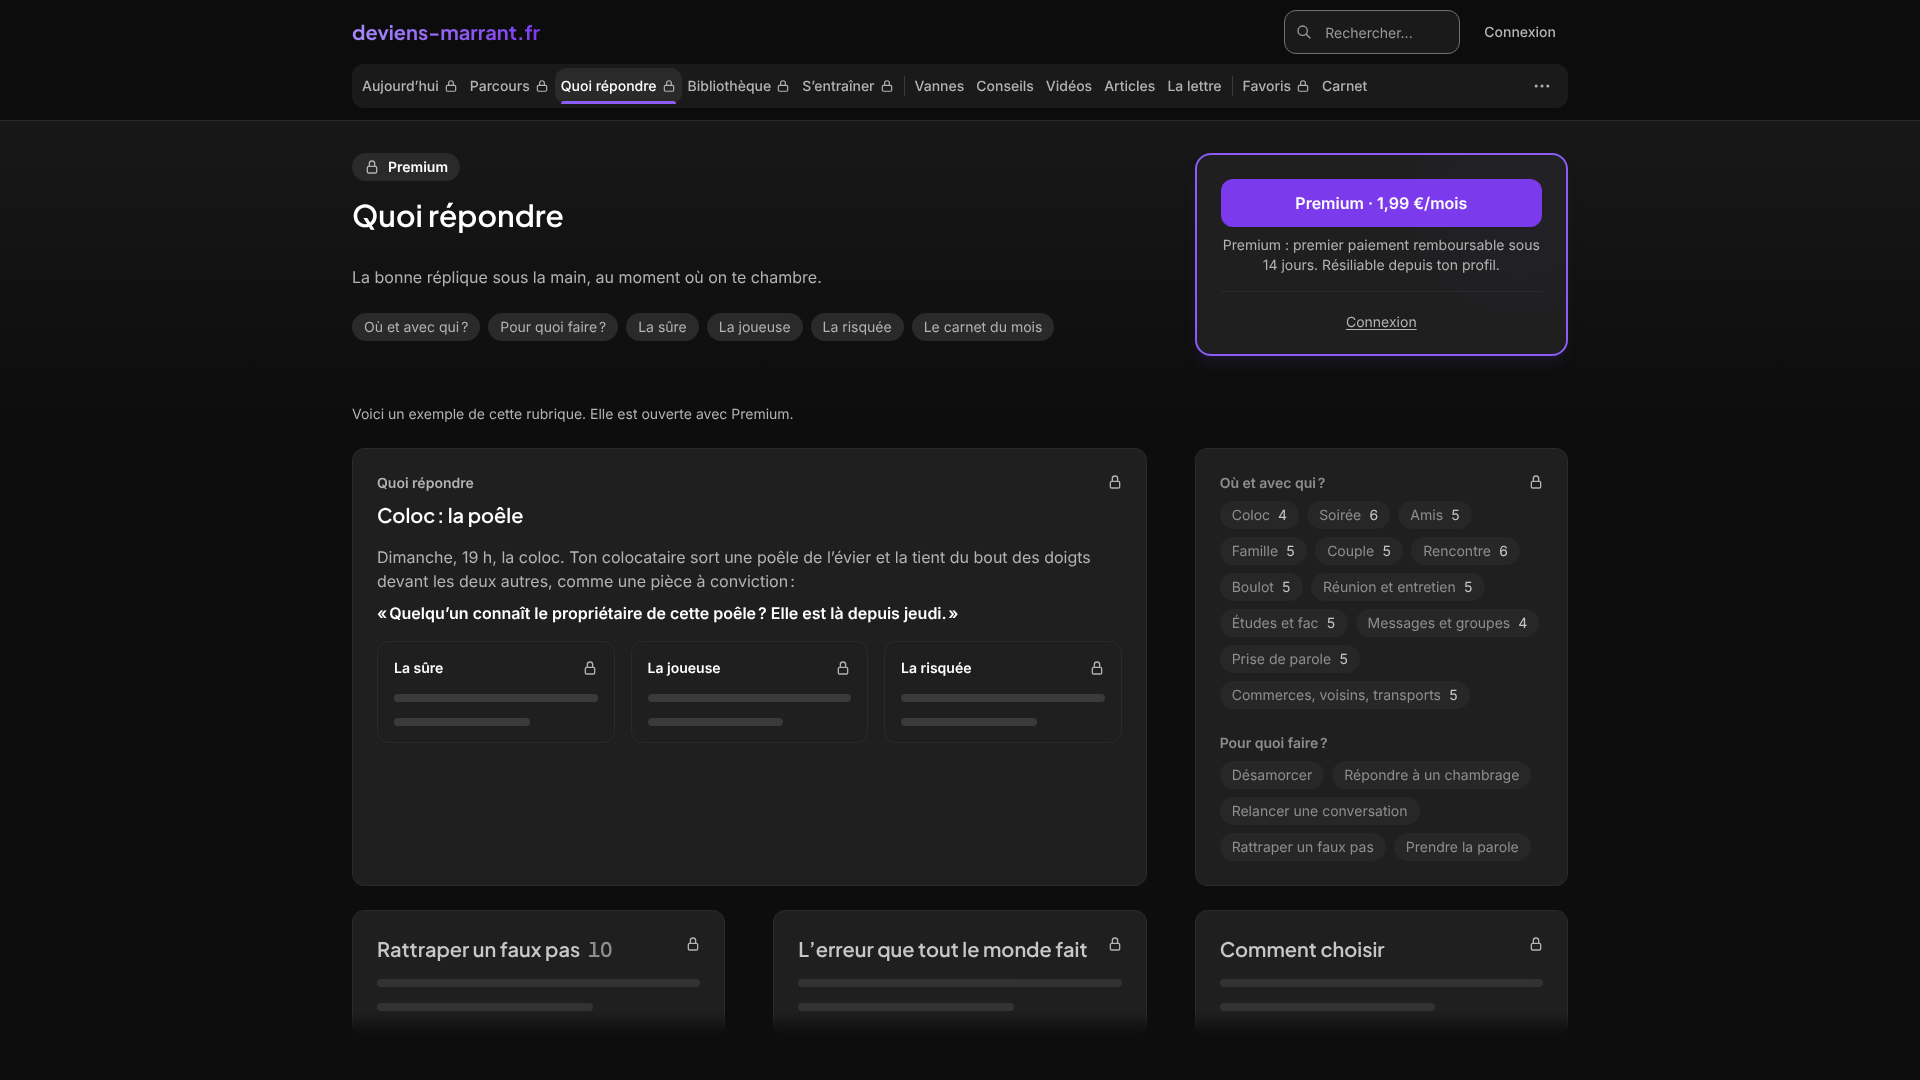 deviens-marrant.fr
Rechercher...
Connexion
Aujourd’hui
Parcours
Quoi répondre
Bibliothèque
S’entraîner
Vannes
Conseils
Vidéos
Articles
La lettre
Favoris
Carnet
Premium
Quoi répondre
La bonne réplique sous la main, au moment où on te chambre.
Où et avec qui ?
Pour quoi faire ?
La sûre
La joueuse
La risquée
Le carnet du mois
Premium · 1,99 €/mois
Premium : premier paiement remboursable sous
14 jours. Résiliable depuis ton profil.
Connexion
Voici un exemple de cette rubrique. Elle est ouverte avec Premium.
Quoi répondre
Coloc : la poêle
Dimanche, 19 h, la coloc. Ton colocataire sort une poêle de l’évier et la tient du bout des doigts
devant les deux autres, comme une pièce à conviction :
« Quelqu’un connaît le propriétaire de cette poêle ? Elle est là depuis jeudi. »
La sûre
La joueuse
La risquée
Où et avec qui ?
Coloc 4
Soirée 6
Amis 5
Famille 5
Couple 5
Rencontre 6
Boulot 5
Réunion et entretien 5
Études et fac 5
Messages et groupes 4
Prise de parole 5
Commerces, voisins, transports 5
Pour quoi faire ?
Désamorcer
Répondre à un chambrage
Relancer une conversation
Rattraper un faux pas
Prendre la parole
Rattraper un faux pas 10
L’erreur que tout le monde fait
Comment choisir